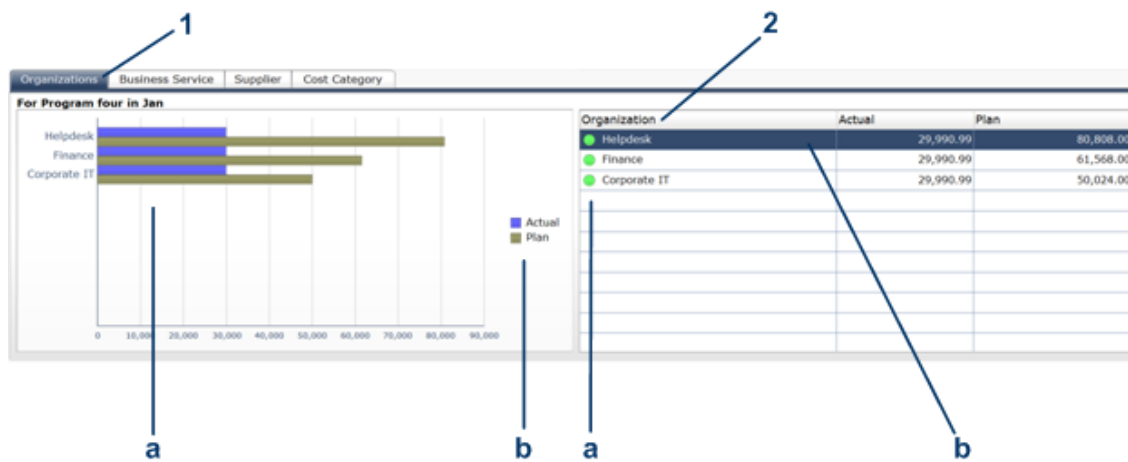 1
2
Organizations Business Service Supplier Cost Category
For Program four in Jan
Helpdesk
Finance
Corporate IT
Actual
Plan
0 10,000 20,000 30,000 40,000 50,000 60,000 70,000 80,000 90,000
Organization Actual Plan
Helpdesk 29,990.99 80,808.00
Finance 29,990.99 61,568.00
Corporate IT 29,990.99 50,024.00
a b a b